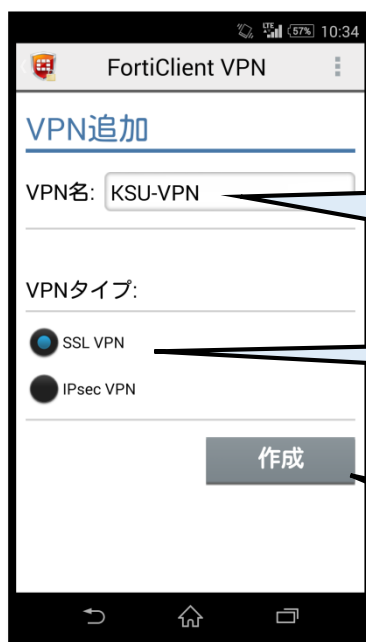 LTE 57% 10:34
FortiClient VPN
VPN追加
VPN名: KSU-VPN
VPNタイプ:
SSL VPN
IPsec VPN
作成